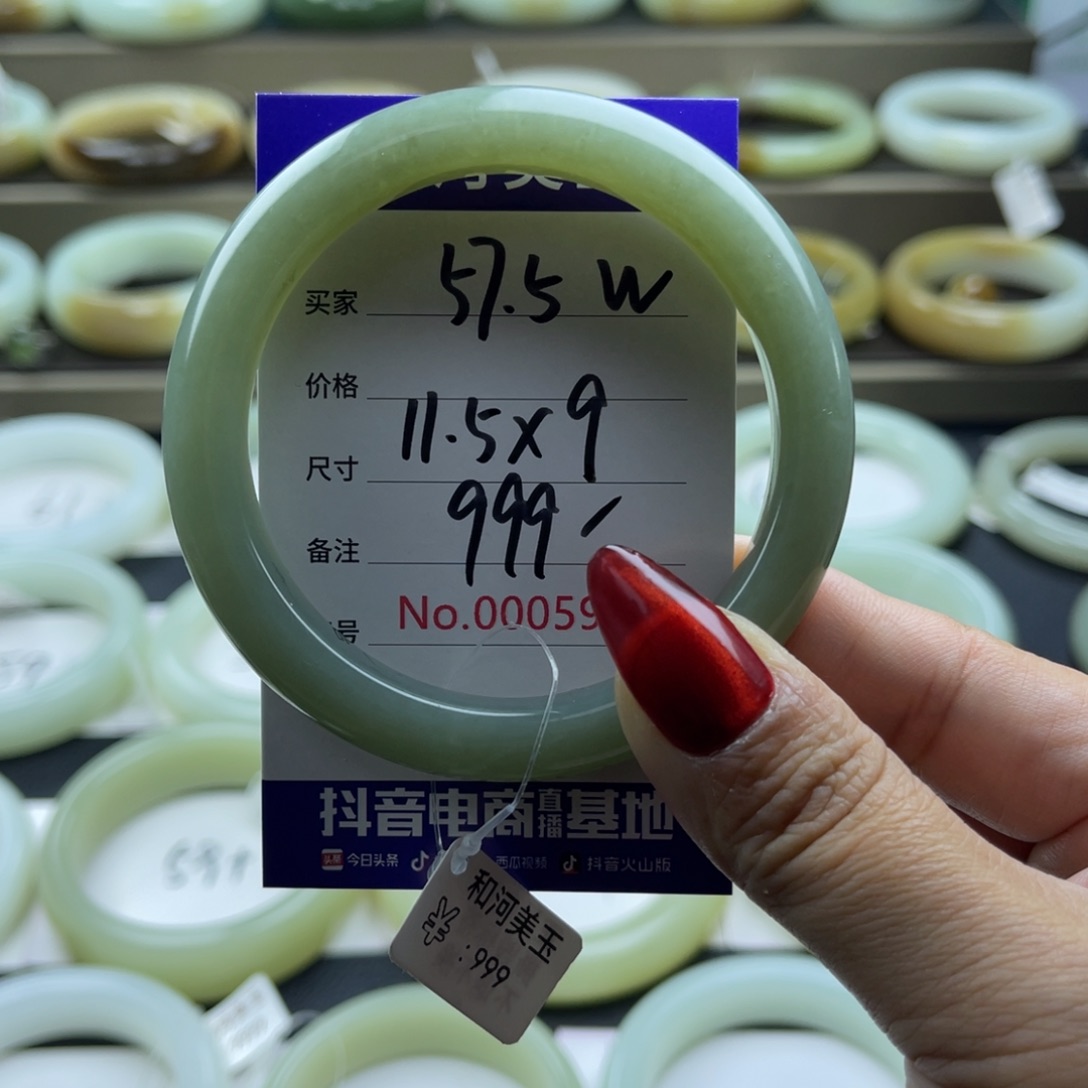 买家 57.5 W
价格
尺寸 11.5x9
备注 999
号 No.00059
抖音电商直播基地
今日头条 西瓜视频 抖音火山版
和河美玉
¥:999